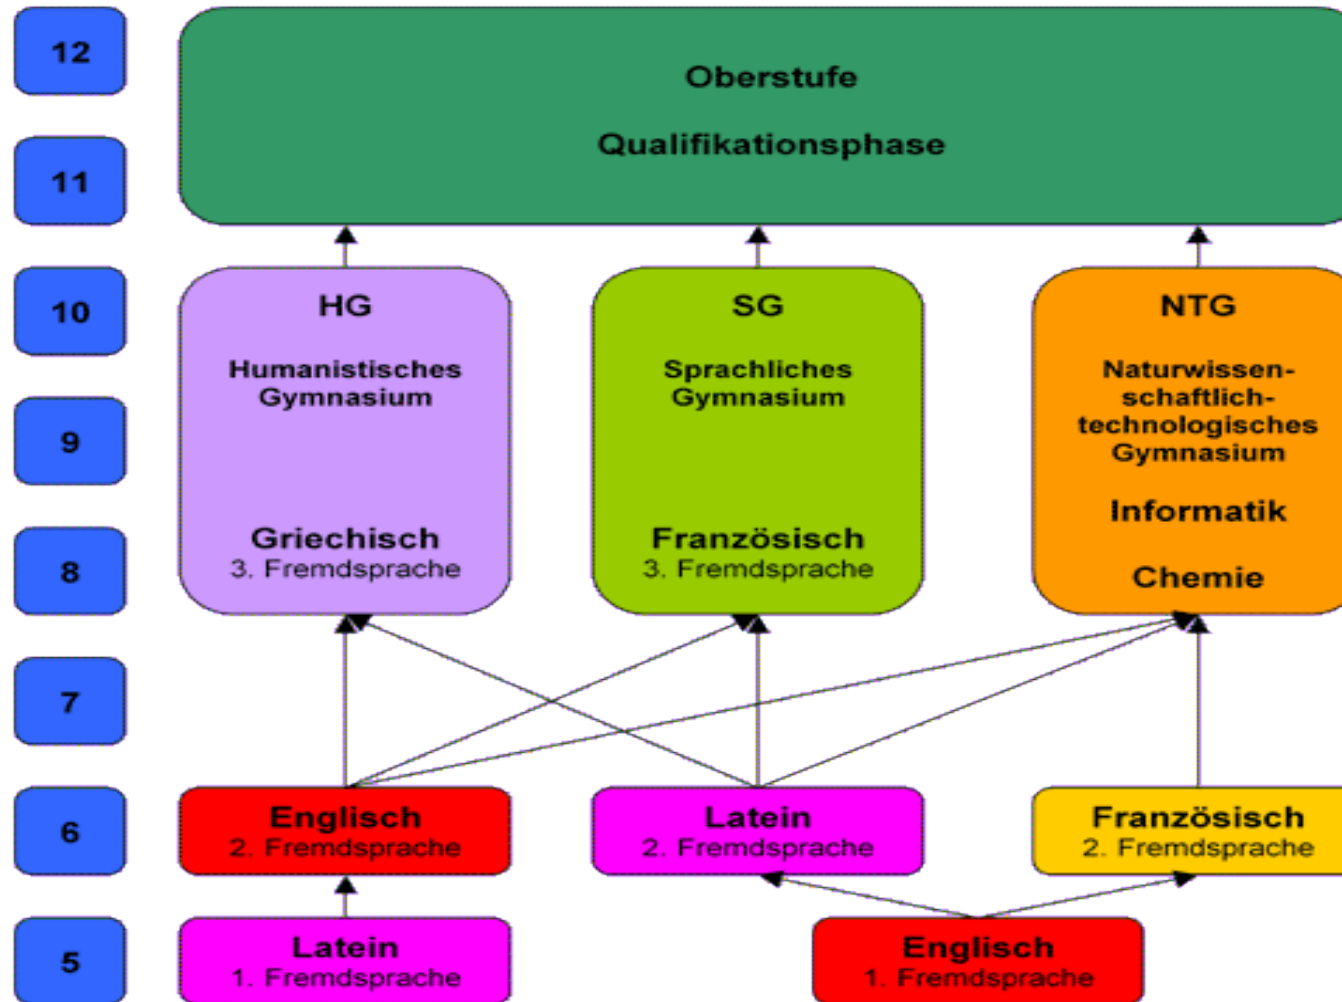 12
Oberstufe
Qualifikationsphase
11
10
HG
Humanistisches
Gymnasium
Griechisch
3. Fremdsprache
SG
Sprachliches
Gymnasium
Französisch
3. Fremdsprache
NTG
Naturwissen-
schaftlich-
technologisches
Gymnasium
Informatik
Chemie
9
8
7
6
Englisch
2. Fremdsprache
Latein
2. Fremdsprache
Französisch
2. Fremdsprache
5
Latein
1. Fremdsprache
Englisch
1. Fremdsprache